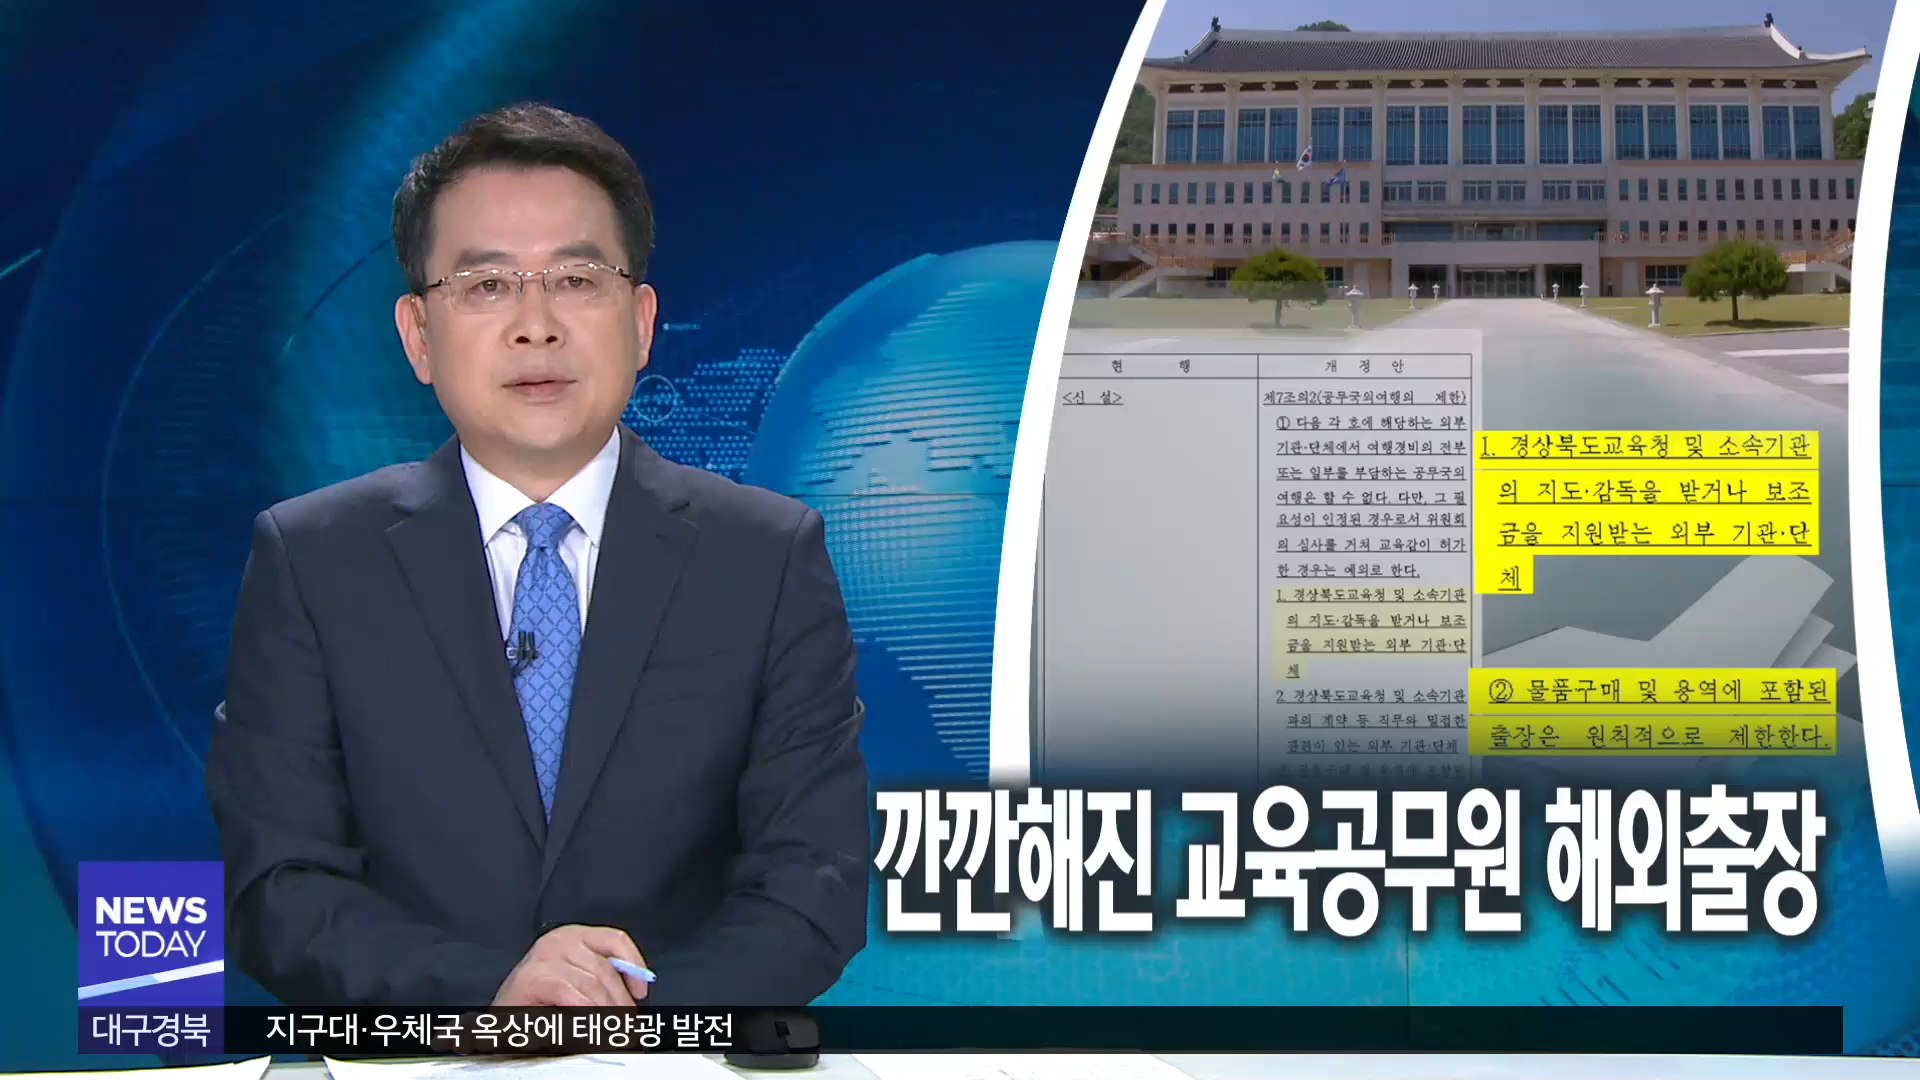 현 행
개 정 안
<신 설>
제7조의2(공무국외여행의 제한)
① 다음 각 호에 해당하는 외부
기관·단체에서 여행경비의 전부
또는 일부를 부담하는 공무국외
여행은 할 수 없다. 다만, 그 필
요성이 인정된 경우로서 위원회
의 심사를 거쳐 교육감이 허가
한 경우는 예외로 한다.
1. 경상북도교육청 및 소속기관
의 지도·감독을 받거나 보조
금을 지원받는 외부 기관·단
체
2. 경상북도교육청 및 소속기관
과의 계약 등 직무와 밀접한
관련이 있는 외부 기관·단체
1. 경상북도교육청 및 소속기관
의 지도·감독을 받거나 보조
금을 지원받는 외부 기관·단
체
② 물품구매 및 용역에 포함된
출장은 원칙적으로 제한한다.
깐깐해진 교육공무원 해외출장
NEWS
TODAY
대구경북
지구대·우체국 옥상에 태양광 발전